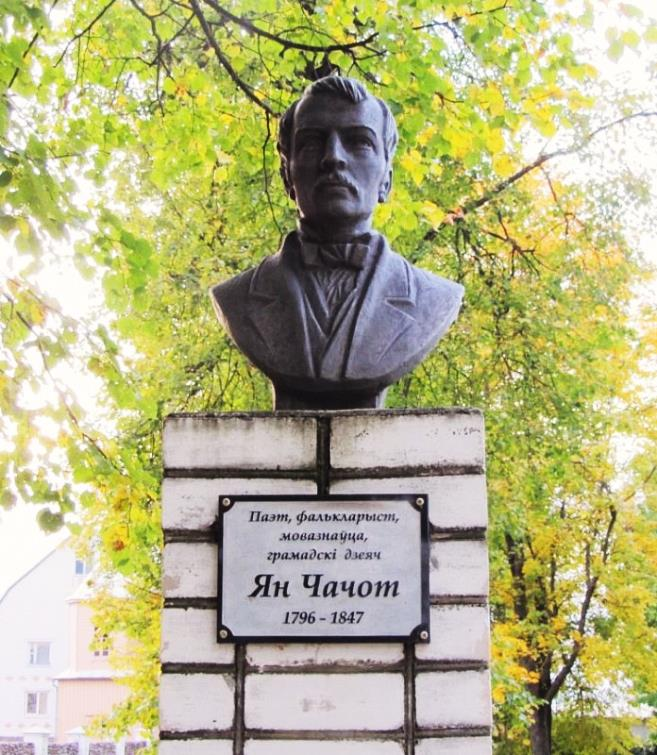 Паэт, фалькларыст,
мовазнаўца,
грамадскі дзеяч
Ян Чачот
1796 - 1847